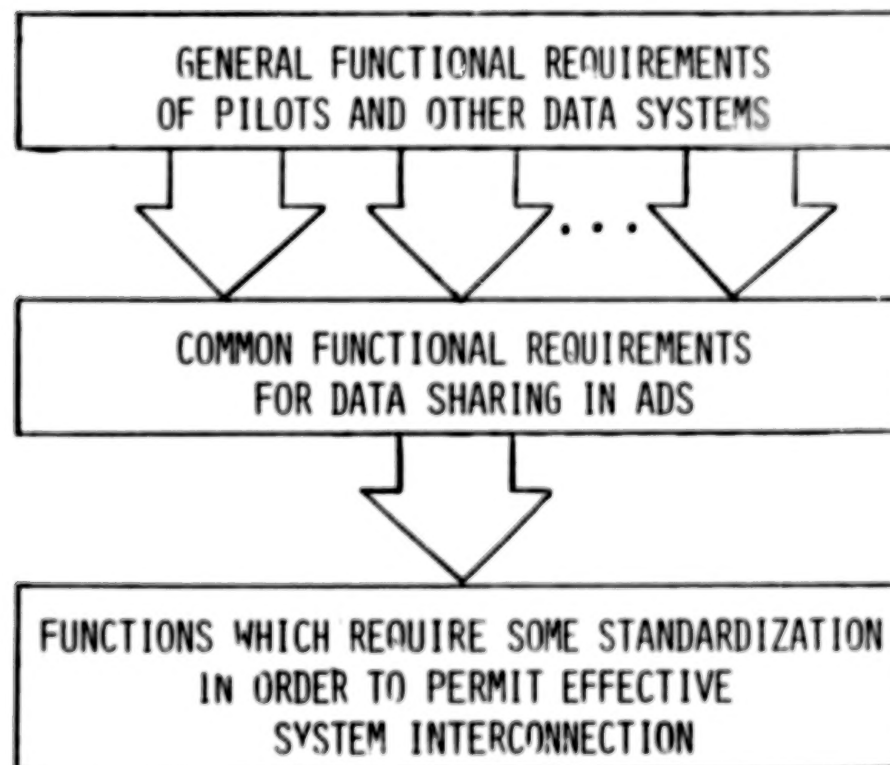 GENERAL FUNCTIONAL REQUIREMENTS
OF PILOTS AND OTHER DATA SYSTEMS
...
COMMON FUNCTIONAL REQUIREMENTS
FOR DATA SHARING IN ADS
FUNCTIONS WHICH REQUIRE SOME STANDARDIZATION
IN ORDER TO PERMIT EFFECTIVE
SYSTEM INTERCONNECTION